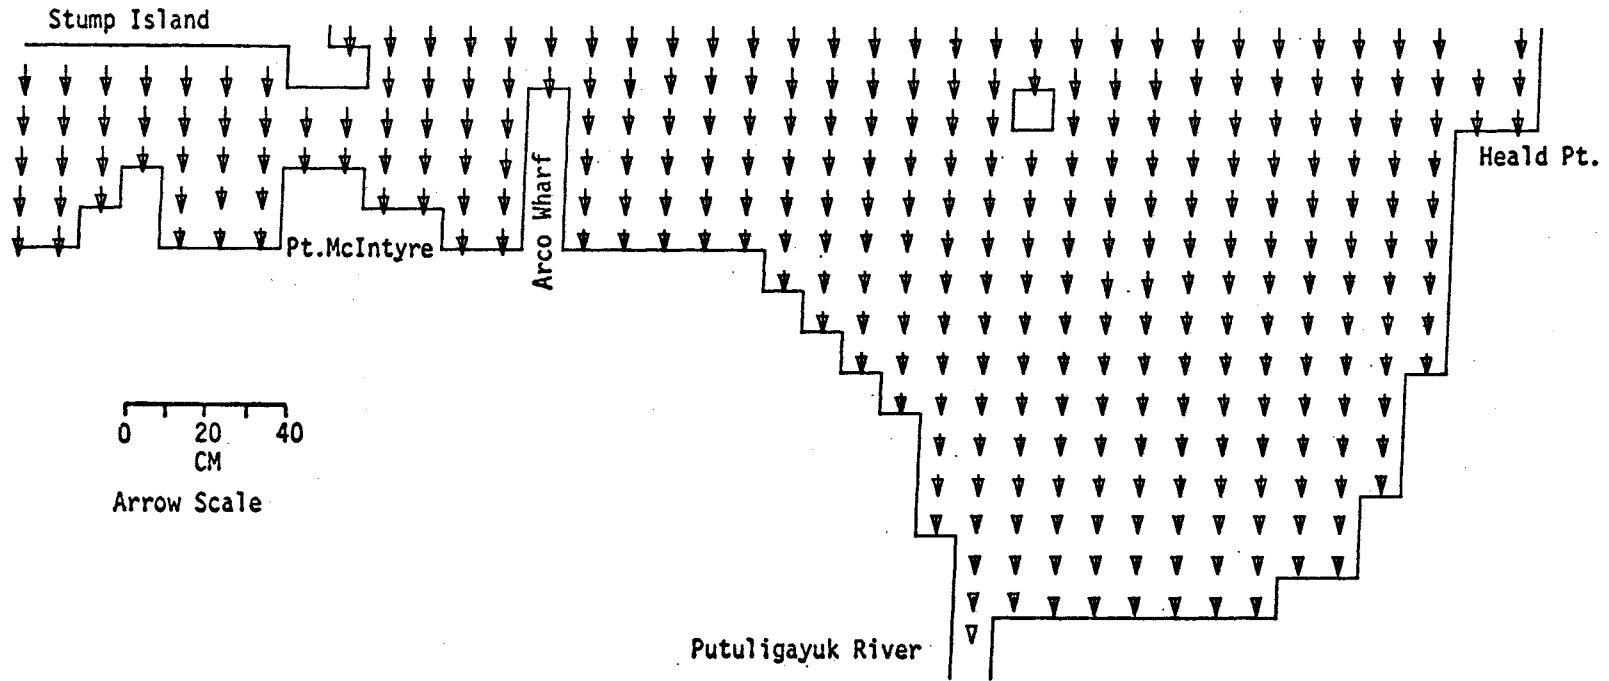 Stump Island
Heald Pt.
Arco Wharf
Pt.McIntyre
0 20 40
CM
Arrow Scale
Putuligayuk River